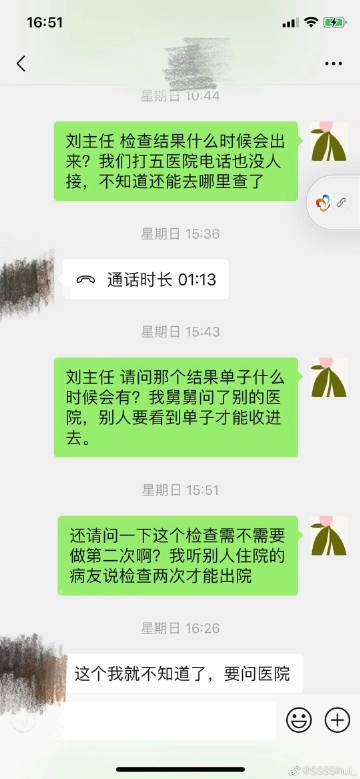 16:51
星期日 10:44
刘主任 检查结果什么时候会出
来？我们打五医院电话也没人
接，不知道还能去哪里查了
星期日 15:36
通话时长 01:13
星期日 15:43
刘主任 请问那个结果单子什么
时候会有？我舅舅问了别的医
院，别人要看到单子才能收进
去。
星期日 15:51
还请问一下这个检查需不需要
做第二次啊？我听别人住院的
病友说检查两次才能出院
星期日 16:26
这个我就不知道了，要问医院